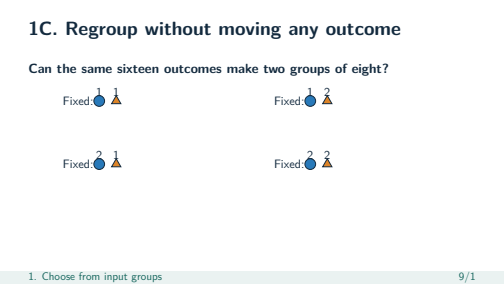 1C. Regroup without moving any outcome
Can the same sixteen outcomes make two groups of eight?
1 1
Fixed:
1 2
Fixed:
2 1
Fixed:
2 2
Fixed:
1. Choose from input groups
9/1